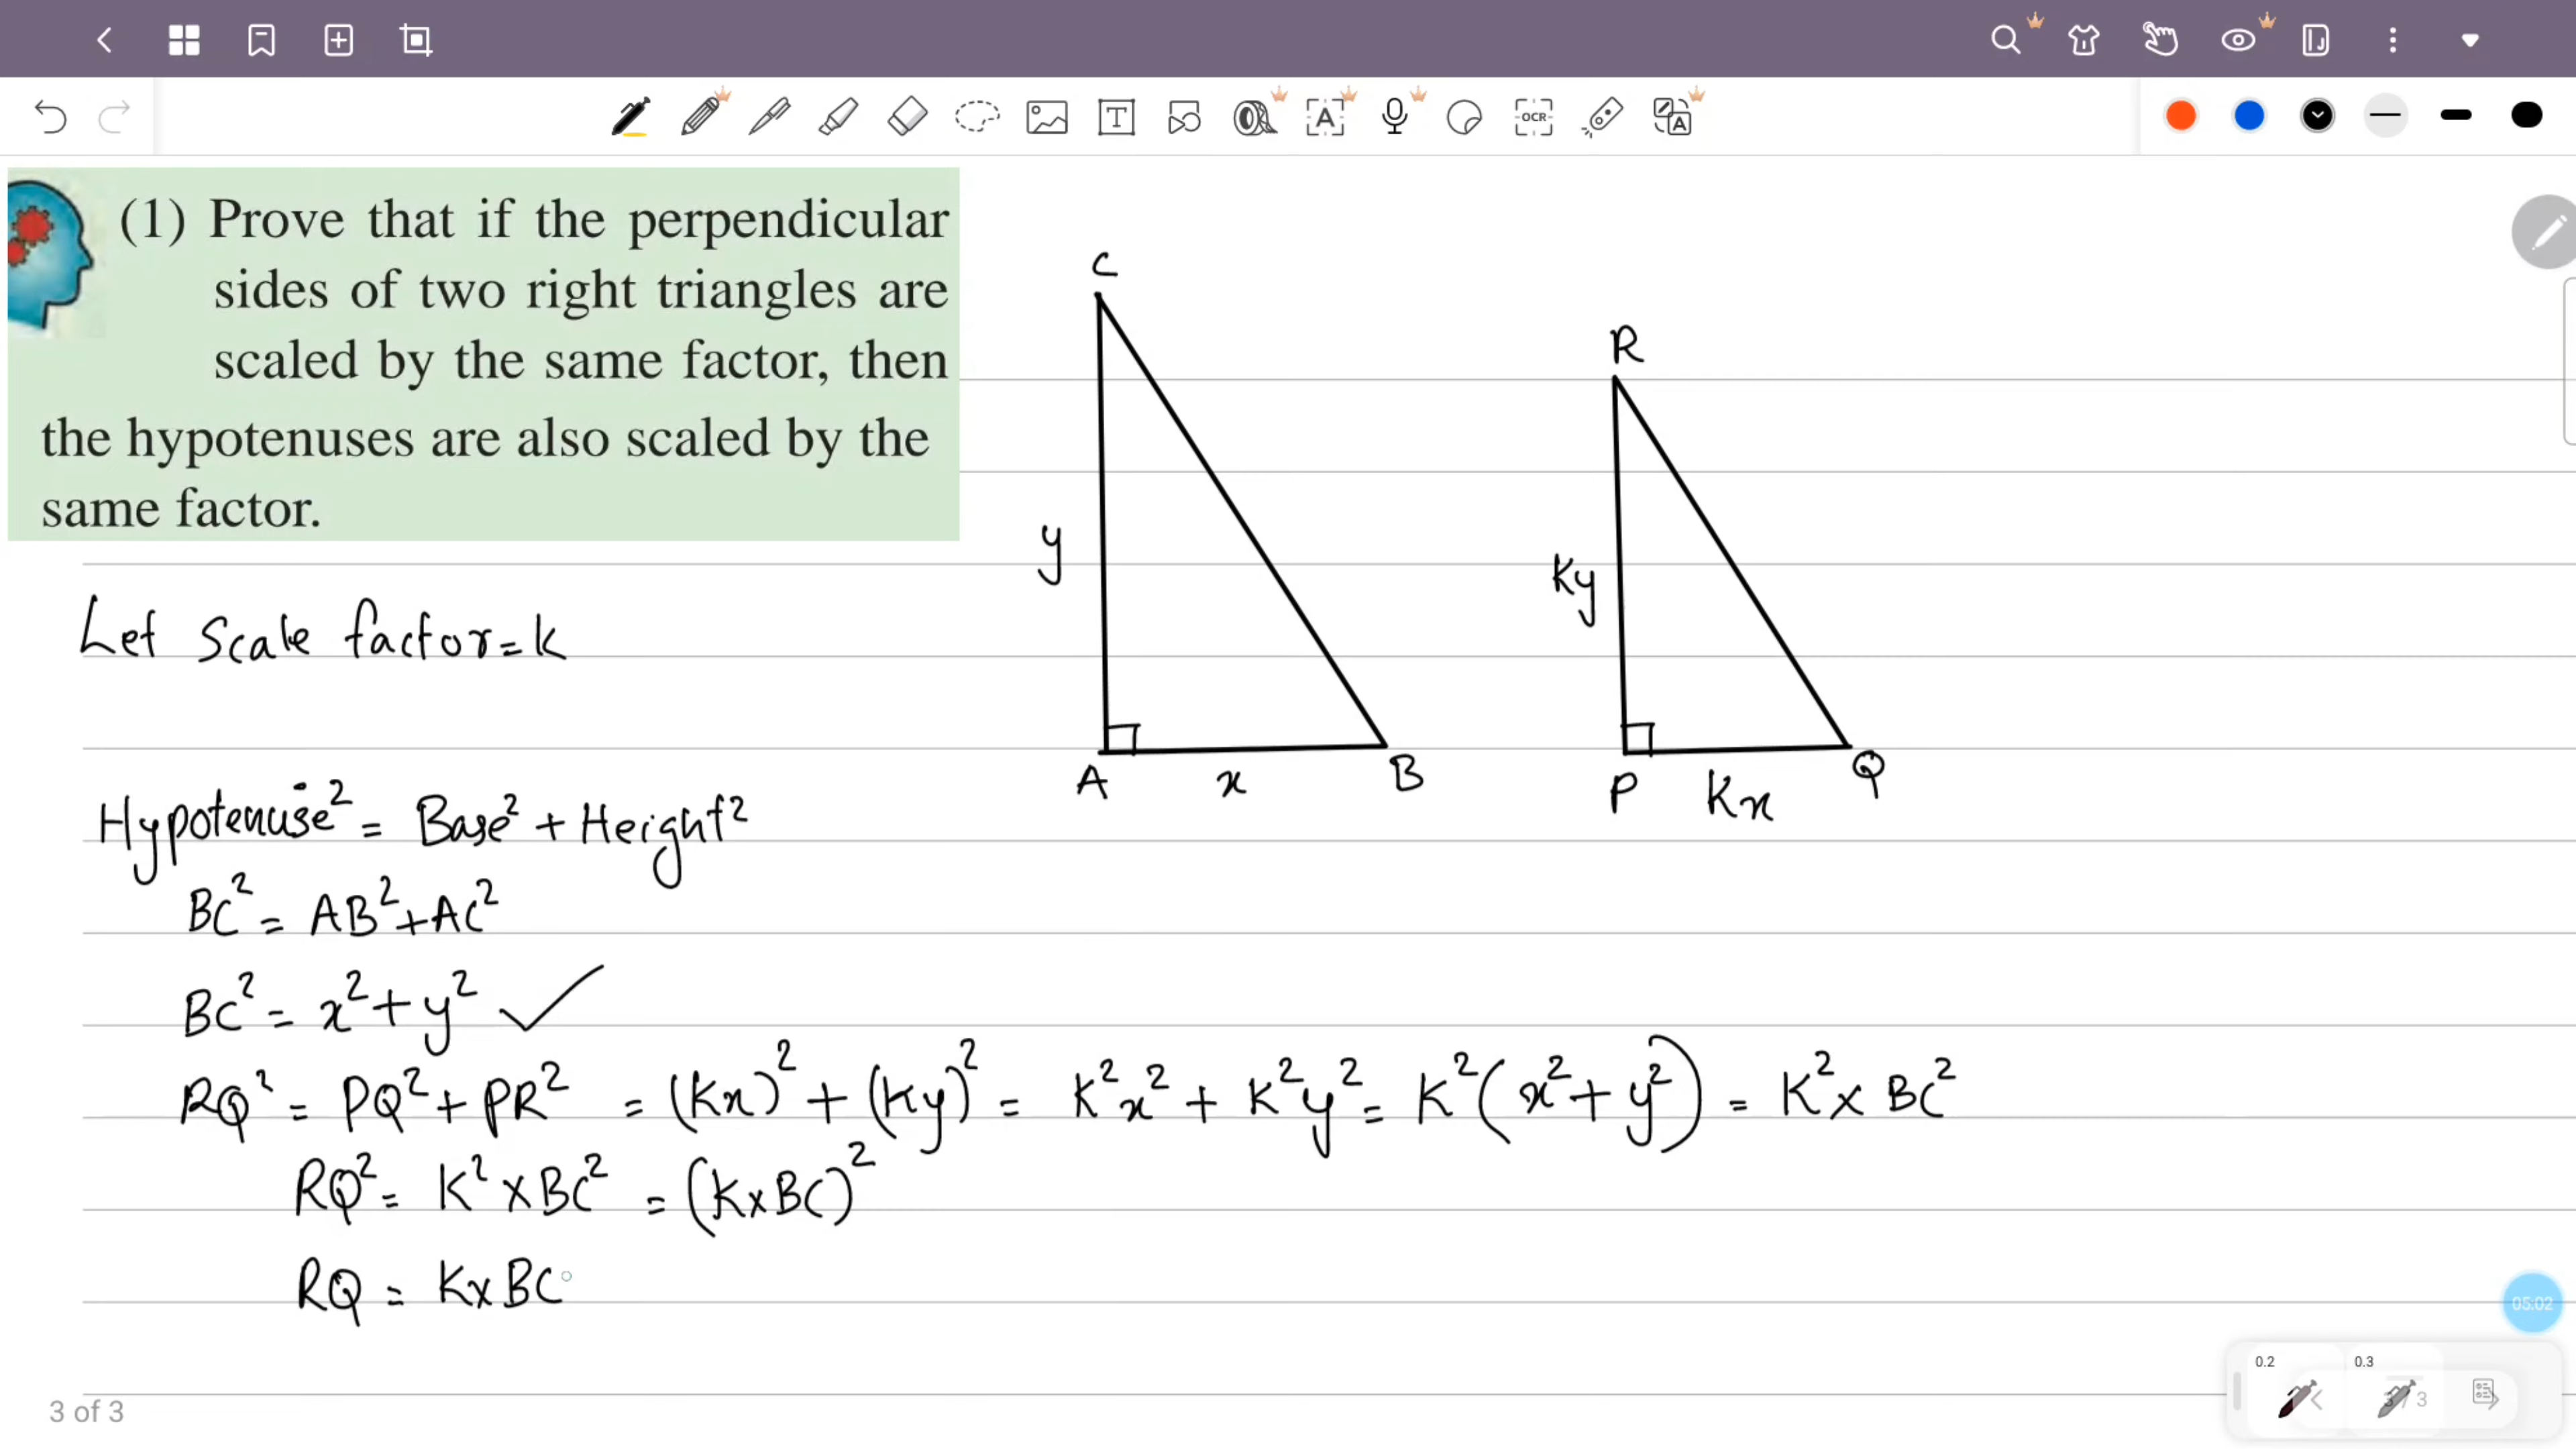 OCR
A
A
(1) Prove that if the perpendicular
sides of two right triangles are
scaled by the same factor, then
the hypotenuses are also scaled by the
same factor.
C
y
A
x
B
R
Ky
P
Kx
Q
Let Scale factor = k
Hypotenuse² = Base² + Height²
BC² = AB² + AC²
BC² = x² + y² ✓
RQ² = PQ² + PR² = (Kx)² + (Ky)² = K²x² + K²y² = K²(x² + y²) = K² × BC²
RQ² = K² × BC² = (K×BC)²
RQ = K×BC
05:02
0.2
0.3
3 of 3